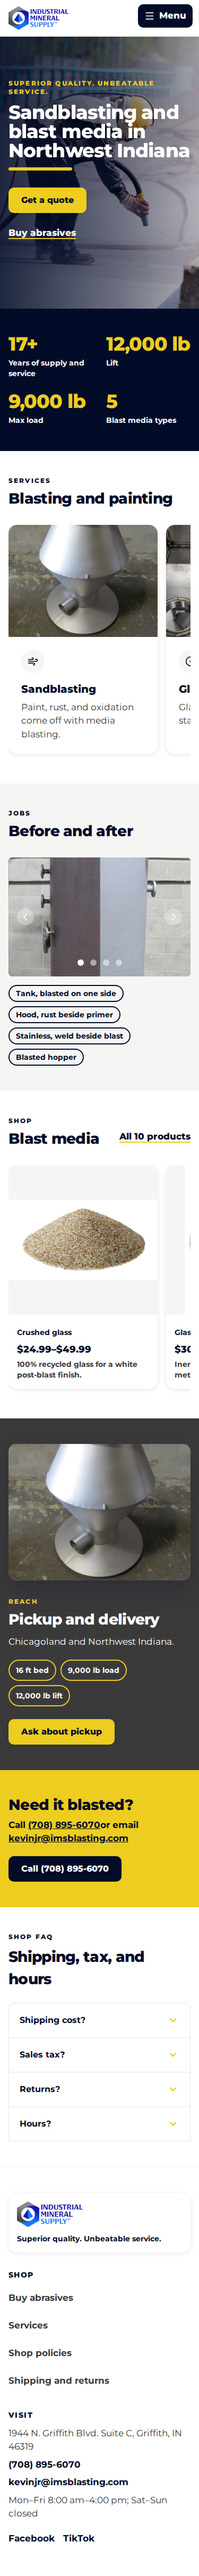 INDUSTRIAL
MINERAL
SUPPLY™
Menu
SUPERIOR QUALITY. UNBEATABLE
SERVICE.
Sandblasting and
blast media in
Northwest Indiana
Get a quote
Buy abrasives
17+
Years of supply and
service
12,000 lb
Lift
9,000 lb
Max load
5
Blast media types
SERVICES
Blasting and painting
Sandblasting
Paint, rust, and oxidation
come off with media
blasting.
JOBS
Before and after
Tank, blasted on one side
Hood, rust beside primer
Stainless, weld beside blast
Blasted hopper
SHOP
Blast media
All 10 products
Crushed glass
$24.99–$49.99
100% recycled glass for a white
post-blast finish.
REACH
Pickup and delivery
Chicagoland and Northwest Indiana.
16 ft bed
9,000 lb load
12,000 lb lift
Ask about pickup
Need it blasted?
Call (708) 895-6070or email
kevinjr@imsblasting.com
Call (708) 895-6070
SHOP FAQ
Shipping, tax, and
hours
Shipping cost?
Sales tax?
Returns?
Hours?
INDUSTRIAL
MINERAL
SUPPLY™
Superior quality. Unbeatable service.
SHOP
Buy abrasives
Services
Shop policies
Shipping and returns
VISIT
1944 N. Griffith Blvd. Suite C, Griffith, IN
46319
(708) 895-6070
kevinjr@imsblasting.com
Mon–Fri 8:00 am–4:00 pm; Sat–Sun
closed
Facebook TikTok